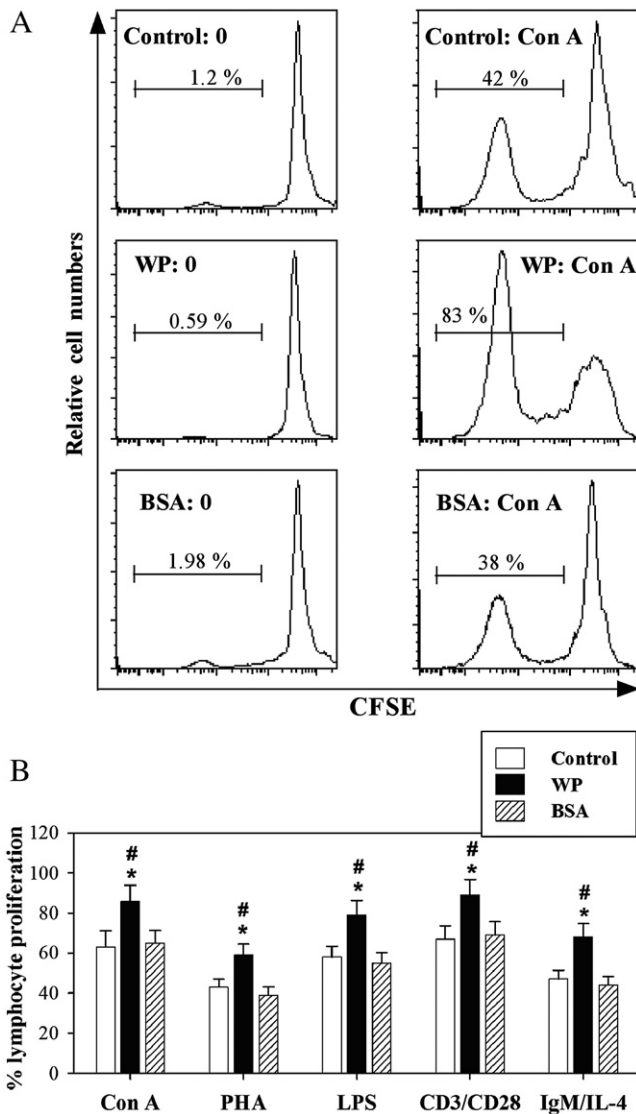 A
Control: 0
1.2 %
Control: Con A
42 %
WP: 0
0.59 %
WP: Con A
83 %
BSA: 0
1.98 %
BSA: Con A
38 %
Relative cell numbers
CFSE
B
Control
WP
BSA
% lymphocyte proliferation
120
100
80
60
40
20
0
# # # # #
* * * * *
Con A PHA LPS CD3/CD28 IgM/IL-4